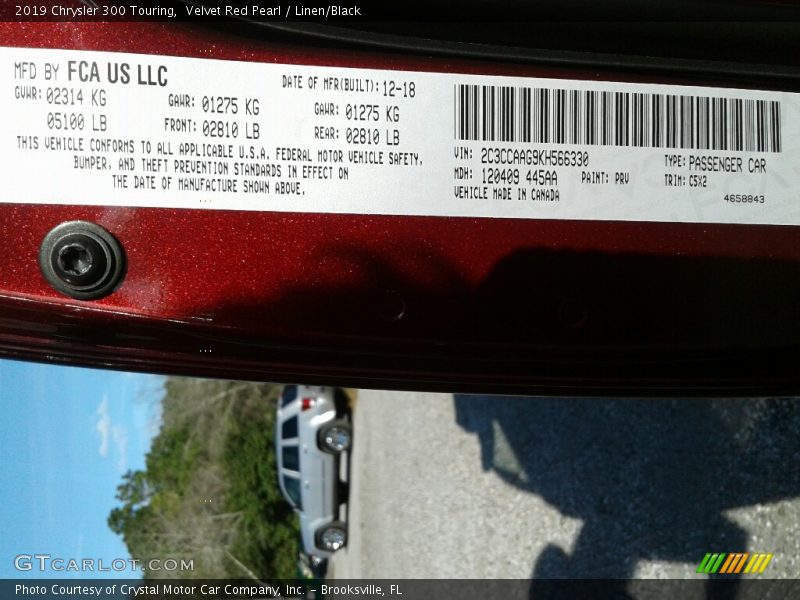 2019 Chrysler 300 Touring,  Velvet Red Pearl / Linen/Black
MFD BY FCA US LLC
DATE OF MFR(BUILT): 12-18
GVWR: 02314 KG
GAWR: 01275 KG
GAWR: 01275 KG
05100 LB
FRONT: 02810 LB
REAR: 02810 LB
THIS VEHICLE CONFORMS TO ALL APPLICABLE U.S.A. FEDERAL MOTOR VEHICLE SAFETY,
BUMPER, AND THEFT PREVENTION STANDARDS IN EFFECT ON
THE DATE OF MANUFACTURE SHOWN ABOVE.
VIN: 2C3CCAAG9KH566330
TYPE: PASSENGER CAR
MDH: 120409 445AA
PAINT: PRV
TRIM: C5X2
VEHICLE MADE IN CANADA
4658843
GTCARLOT.COM
Photo Courtesy of Crystal Motor Car Company, Inc. – Brooksville, FL